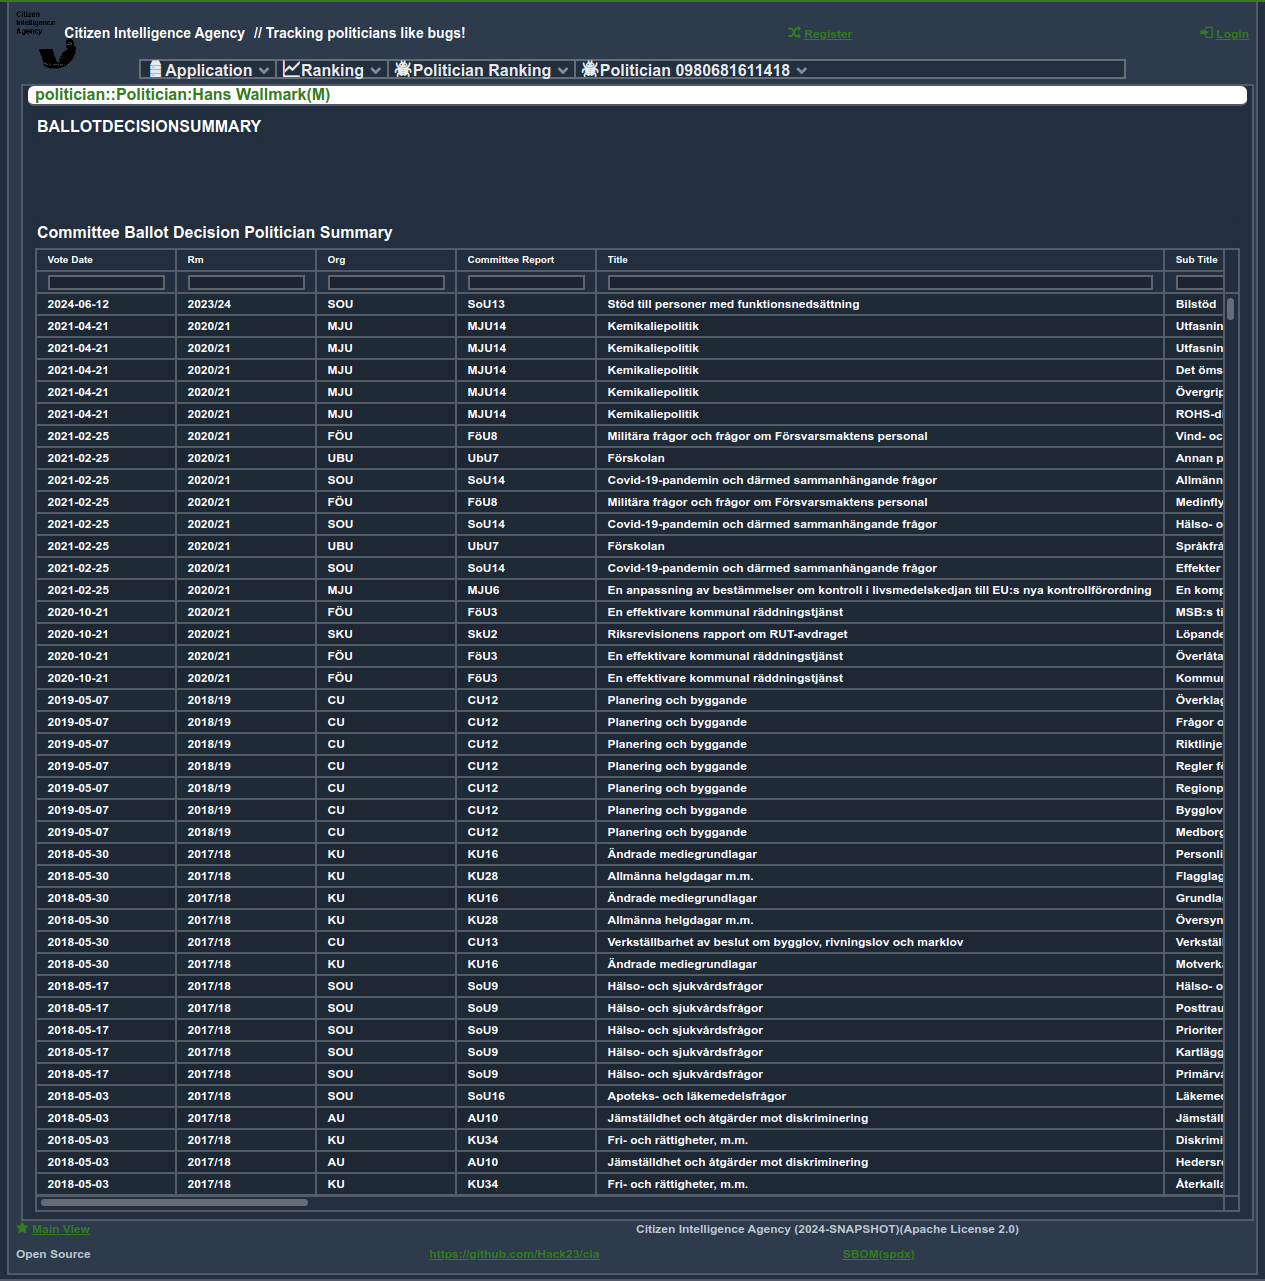 Citizen
Intelligence
Agency
Citizen Intelligence Agency // Tracking politicians like bugs! Register Login
Application Ranking Politician Ranking Politician 0980681611418
politician::Politician:Hans Wallmark(M)
BALLOTDECISIONSUMMARY
Committee Ballot Decision Politician Summary
Vote Date Rm Org Committee Report Title Sub Title
2024-06-12 2023/24 SOU SoU13 Stöd till personer med funktionsnedsättning Bilstöd
2021-04-21 2020/21 MJU MJU14 Kemikaliepolitik Utfasnin
2021-04-21 2020/21 MJU MJU14 Kemikaliepolitik Utfasnin
2021-04-21 2020/21 MJU MJU14 Kemikaliepolitik Det öms
2021-04-21 2020/21 MJU MJU14 Kemikaliepolitik Övergrip
2021-04-21 2020/21 MJU MJU14 Kemikaliepolitik ROHS-d
2021-02-25 2020/21 FÖU FöU8 Militära frågor och frågor om Försvarsmaktens personal Vind- oc
2021-02-25 2020/21 UBU UbU7 Förskolan Annan p
2021-02-25 2020/21 SOU SoU14 Covid-19-pandemin och därmed sammanhängande frågor Allmänn
2021-02-25 2020/21 FÖU FöU8 Militära frågor och frågor om Försvarsmaktens personal Medinfly
2021-02-25 2020/21 SOU SoU14 Covid-19-pandemin och därmed sammanhängande frågor Hälso- o
2021-02-25 2020/21 UBU UbU7 Förskolan Språkfrå
2021-02-25 2020/21 SOU SoU14 Covid-19-pandemin och därmed sammanhängande frågor Effekter
2021-02-25 2020/21 MJU MJU6 En anpassning av bestämmelser om kontroll i livsmedelskedjan till EU:s nya kontrollförordning En komp
2020-10-21 2020/21 FÖU FöU3 En effektivare kommunal räddningstjänst MSB:s ti
2020-10-21 2020/21 SKU SkU2 Riksrevisionens rapport om RUT-avdraget Löpande
2020-10-21 2020/21 FÖU FöU3 En effektivare kommunal räddningstjänst Överlåta
2020-10-21 2020/21 FÖU FöU3 En effektivare kommunal räddningstjänst Kommun
2019-05-07 2018/19 CU CU12 Planering och byggande Överklag
2019-05-07 2018/19 CU CU12 Planering och byggande Frågor o
2019-05-07 2018/19 CU CU12 Planering och byggande Riktlinje
2019-05-07 2018/19 CU CU12 Planering och byggande Regler fö
2019-05-07 2018/19 CU CU12 Planering och byggande Regionp
2019-05-07 2018/19 CU CU12 Planering och byggande Bygglov
2019-05-07 2018/19 CU CU12 Planering och byggande Medborg
2018-05-30 2017/18 KU KU16 Ändrade mediegrundlagar Personli
2018-05-30 2017/18 KU KU28 Allmänna helgdagar m.m. Flagglag
2018-05-30 2017/18 KU KU16 Ändrade mediegrundlagar Grundlag
2018-05-30 2017/18 KU KU28 Allmänna helgdagar m.m. Översyn
2018-05-30 2017/18 CU CU13 Verkställbarhet av beslut om bygglov, rivningslov och marklov Verkstäl
2018-05-30 2017/18 KU KU16 Ändrade mediegrundlagar Motverka
2018-05-17 2017/18 SOU SoU9 Hälso- och sjukvårdsfrågor Hälso- o
2018-05-17 2017/18 SOU SoU9 Hälso- och sjukvårdsfrågor Posttrau
2018-05-17 2017/18 SOU SoU9 Hälso- och sjukvårdsfrågor Prioriter
2018-05-17 2017/18 SOU SoU9 Hälso- och sjukvårdsfrågor Kartlägg
2018-05-17 2017/18 SOU SoU9 Hälso- och sjukvårdsfrågor Primärvå
2018-05-03 2017/18 SOU SoU16 Apoteks- och läkemedelsfrågor Läkemed
2018-05-03 2017/18 AU AU10 Jämställdhet och åtgärder mot diskriminering Jämställ
2018-05-03 2017/18 KU KU34 Fri- och rättigheter, m.m. Diskrimi
2018-05-03 2017/18 AU AU10 Jämställdhet och åtgärder mot diskriminering Hedersre
2018-05-03 2017/18 KU KU34 Fri- och rättigheter, m.m. Återkalla
Main View Citizen Intelligence Agency (2024-SNAPSHOT)(Apache License 2.0)
Open Source https://github.com/Hack23/cia SBOM(spdx)